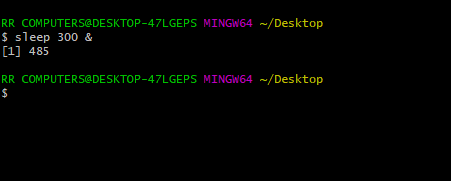 RR COMPUTERS@DESKTOP-47LGEPS MINGW64 ~/Desktop
$ sleep 300 &
[1] 485
RR COMPUTERS@DESKTOP-47LGEPS MINGW64 ~/Desktop
$